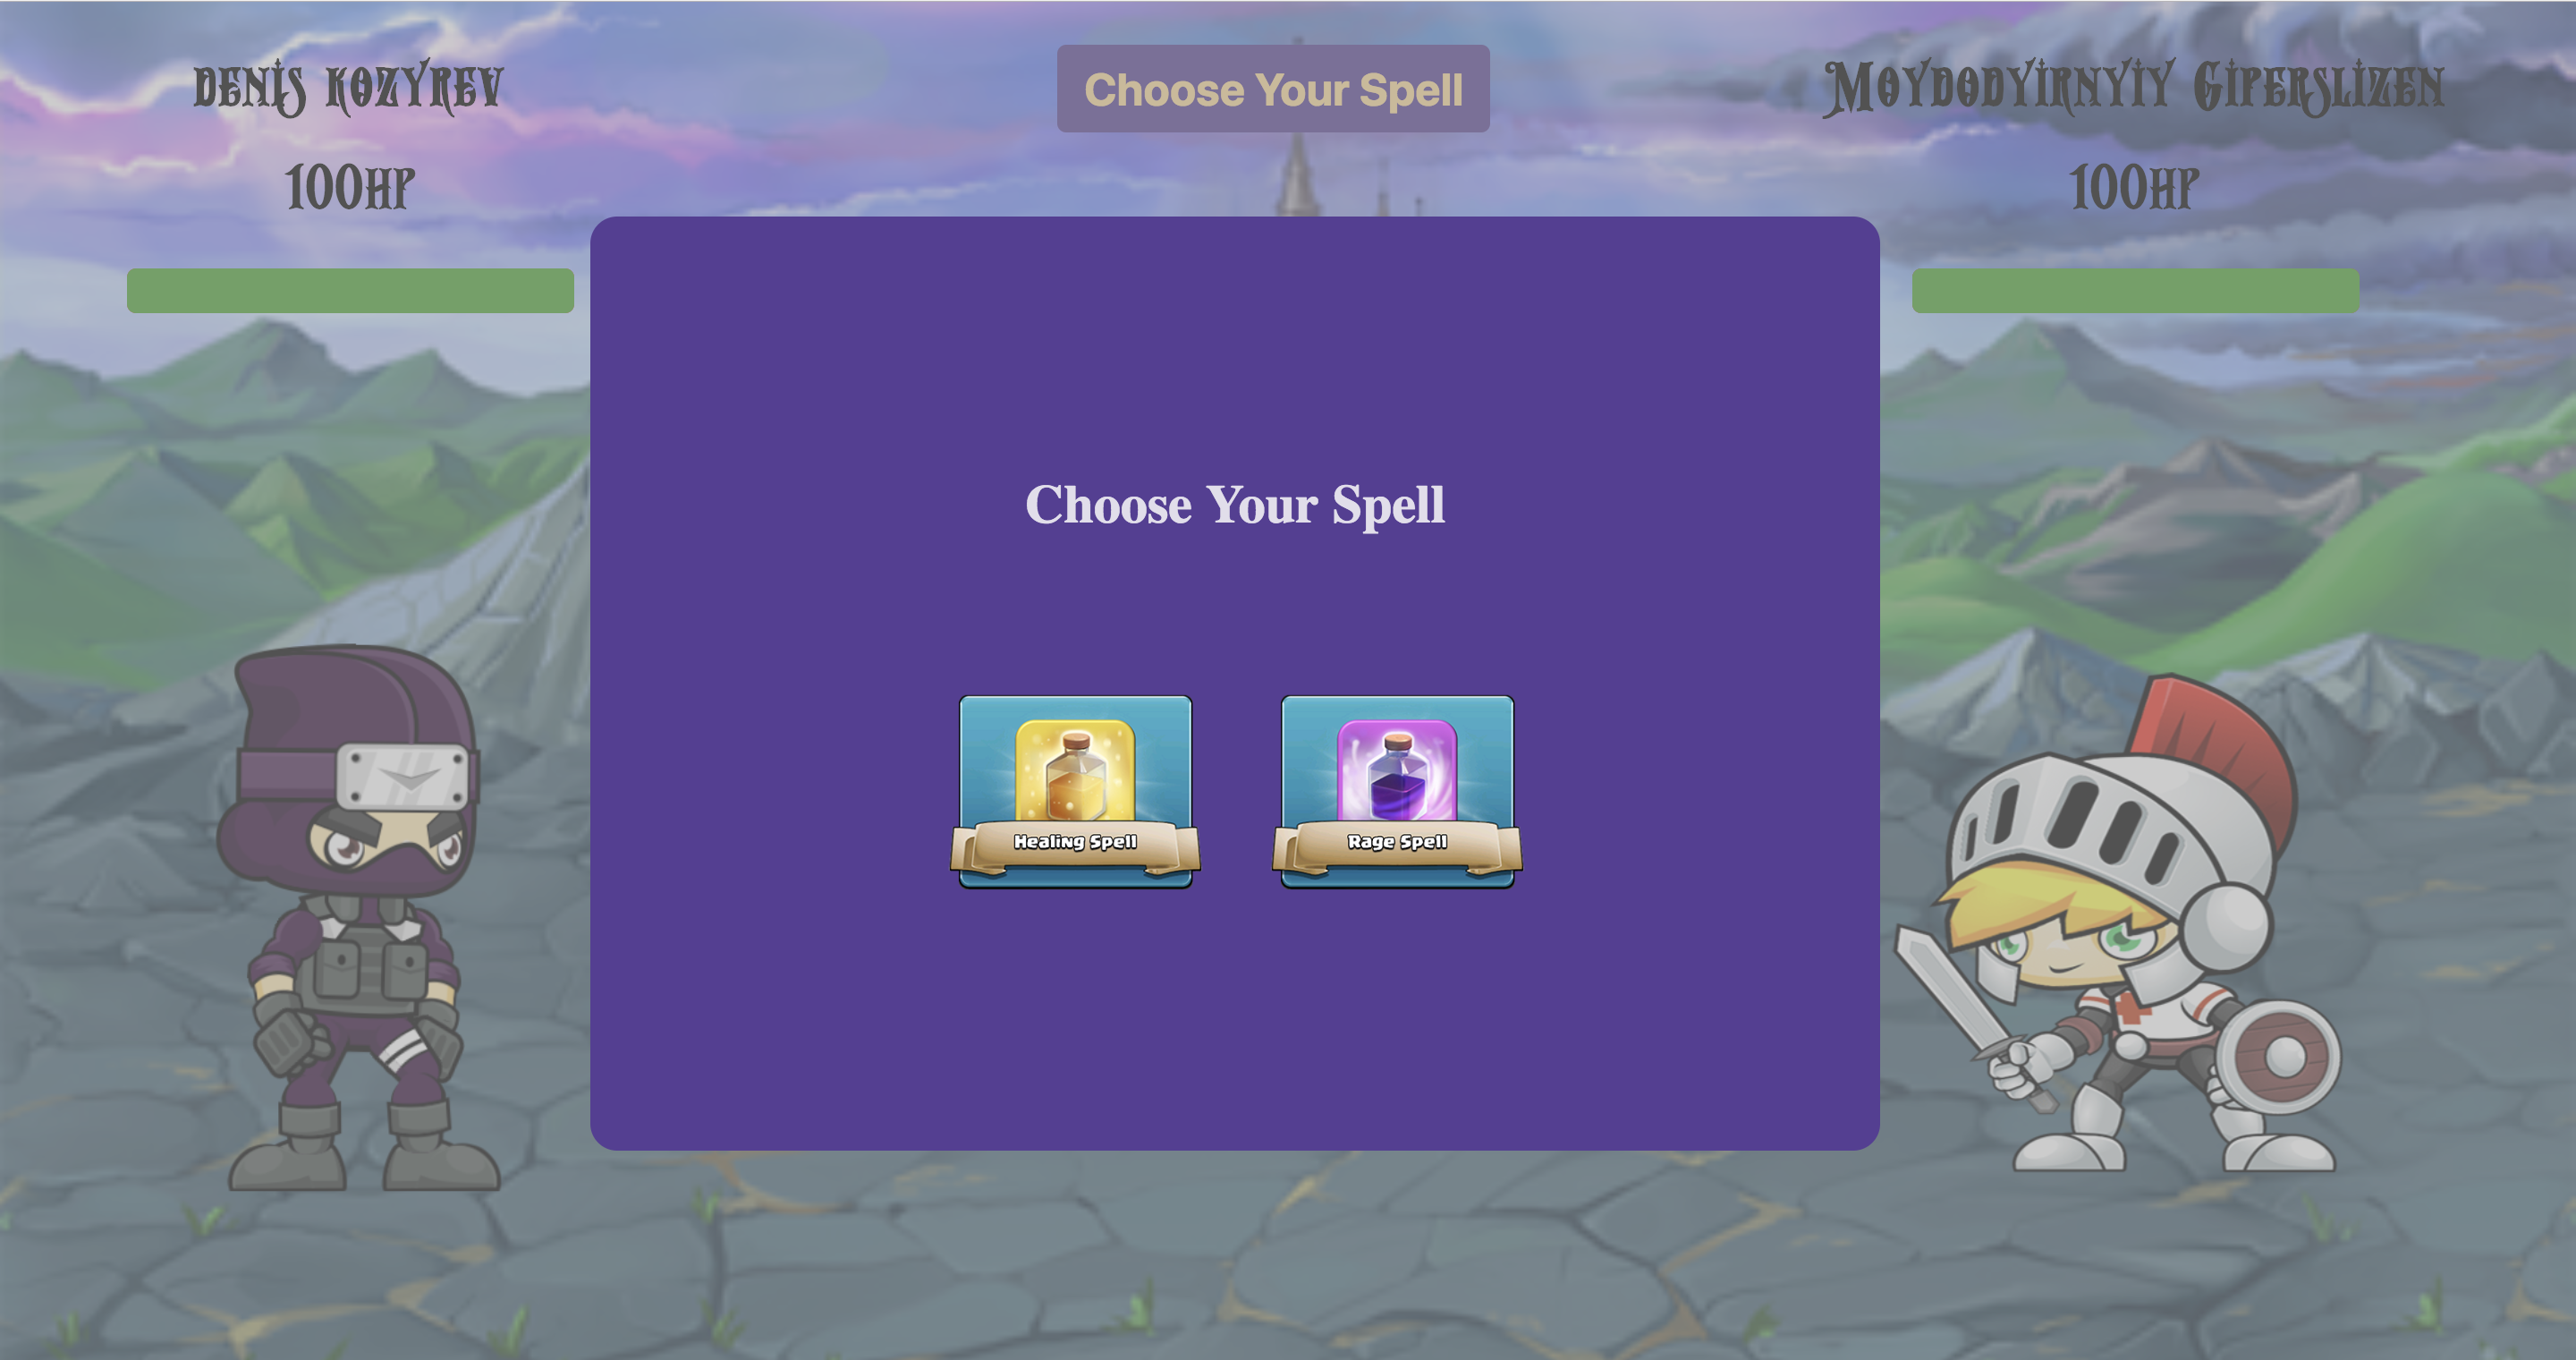 Denis Kozyrev
Choose Your Spell
Moydodyirnyiy Giperslizen
100HP
100HP
Choose Your Spell
Healing Spell
Rage Spell